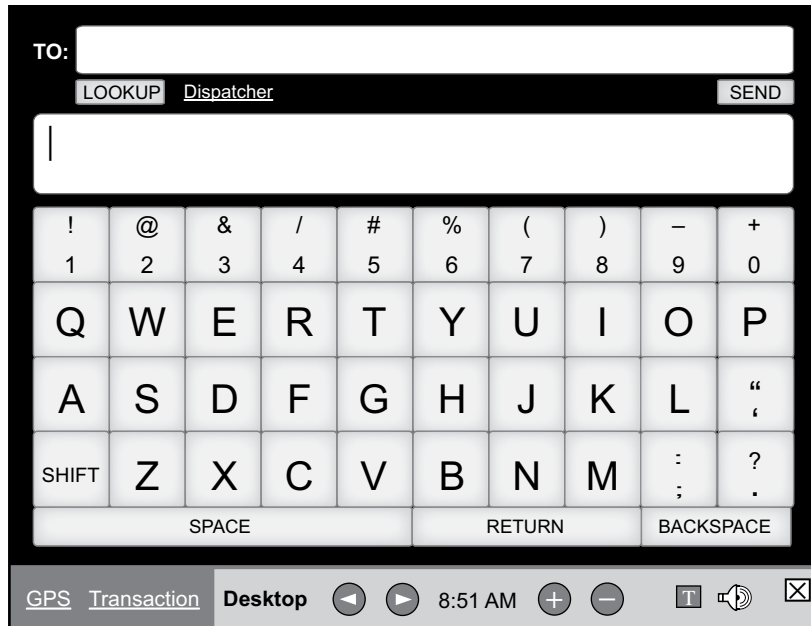 TO:
LOOKUP Dispatcher SEND
! @ & / # % ( ) – +
1 2 3 4 5 6 7 8 9 0
Q W E R T Y U I O P
A S D F G H J K L “ ‘
SHIFT Z X C V B N M : ; ? .
SPACE RETURN BACKSPACE
GPS Transaction Desktop 8:51 AM + − T